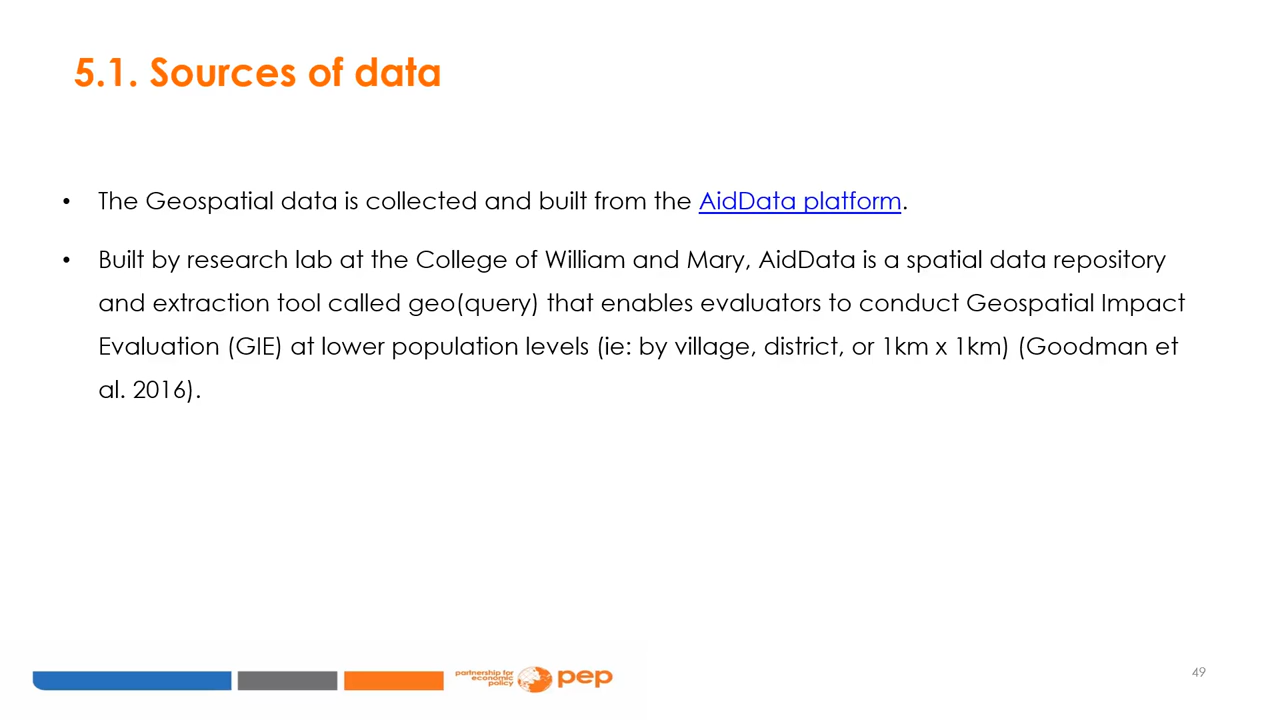 5.1. Sources of data
• The Geospatial data is collected and built from the AidData platform.
• Built by research lab at the College of William and Mary, AidData is a spatial data repository
and extraction tool called geo(query) that enables evaluators to conduct Geospatial Impact
Evaluation (GIE) at lower population levels (ie: by village, district, or 1km x 1km) (Goodman et
al. 2016).
partnership for
economic
policy
pep
49